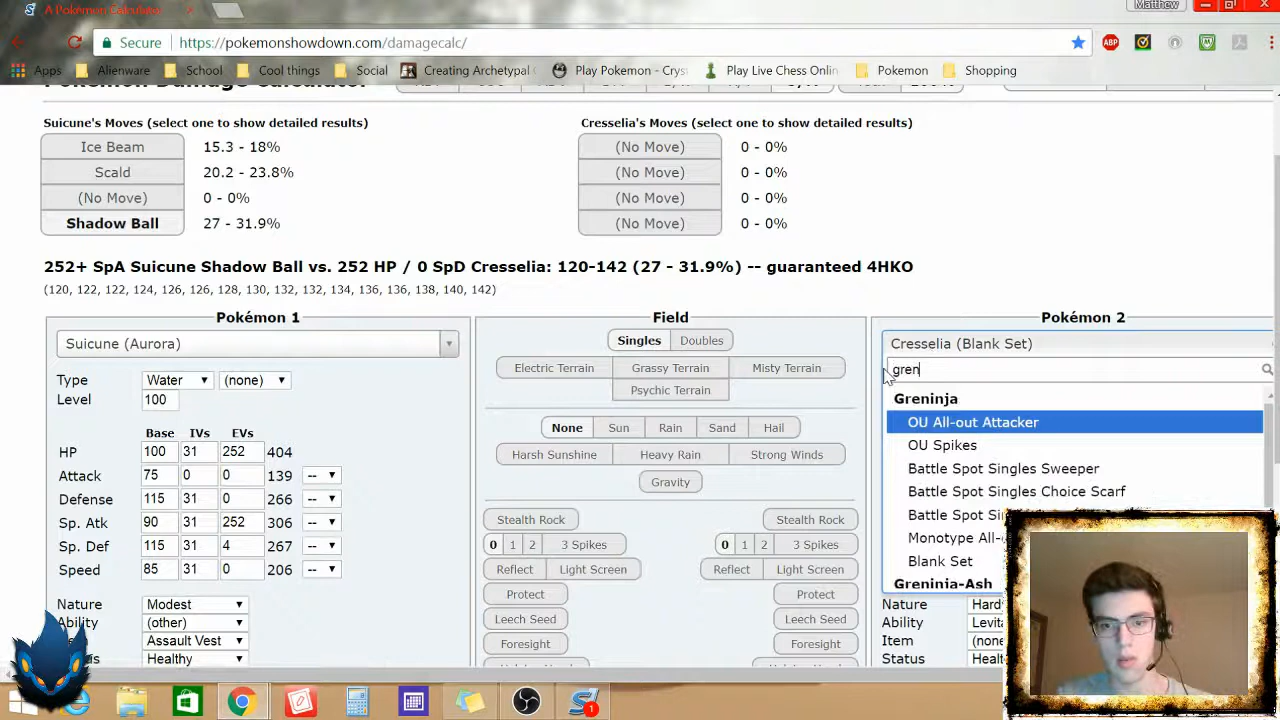 A Pokémon Calculator
Matthew
Secure https://pokemonshowdown.com/damagecalc/
ABP
Apps Alienware School Cool things Social Creating Archetypal Play Pokemon - Crys Play Live Chess Onlin Pokemon Shopping
Pokémon Damage Calculator
Suicune's Moves (select one to show detailed results)
Cresselia's Moves (select one to show detailed results)
Ice Beam 15.3 - 18% (No Move) 0 - 0%
Scald 20.2 - 23.8% (No Move) 0 - 0%
(No Move) 0 - 0% (No Move) 0 - 0%
Shadow Ball 27 - 31.9% (No Move) 0 - 0%
252+ SpA Suicune Shadow Ball vs. 252 HP / 0 SpD Cresselia: 120-142 (27 - 31.9%) -- guaranteed 4HKO
(120, 122, 122, 124, 126, 126, 128, 130, 132, 132, 134, 136, 136, 138, 140, 142)
Pokémon 1
Suicune (Aurora)
Type Water (none)
Level 100
Base IVs EVs
HP 100 31 252 404
Attack 75 0 0 139 --
Defense 115 31 0 266 --
Sp. Atk 90 31 252 306 --
Sp. Def 115 31 4 267 --
Speed 85 31 0 206 --
Nature Modest
Ability (other)
Assault Vest
Healthy
Field
Singles Doubles
Electric Terrain Grassy Terrain Misty Terrain
Psychic Terrain
None Sun Rain Sand Hail
Harsh Sunshine Heavy Rain Strong Winds
Gravity
Stealth Rock Stealth Rock
0 1 2 3 Spikes 0 1 2 3 Spikes
Reflect Light Screen Reflect Light Screen
Protect Protect
Leech Seed Leech Seed
Foresight Foresight
Pokémon 2
Cresselia (Blank Set)
gren
Greninja
OU All-out Attacker
OU Spikes
Battle Spot Singles Sweeper
Battle Spot Singles Choice Scarf
Battle Spot Si
Monotype All-
Blank Set
Greninja-Ash
Nature Hard
Ability Levit
Item (none
Status Healt
1